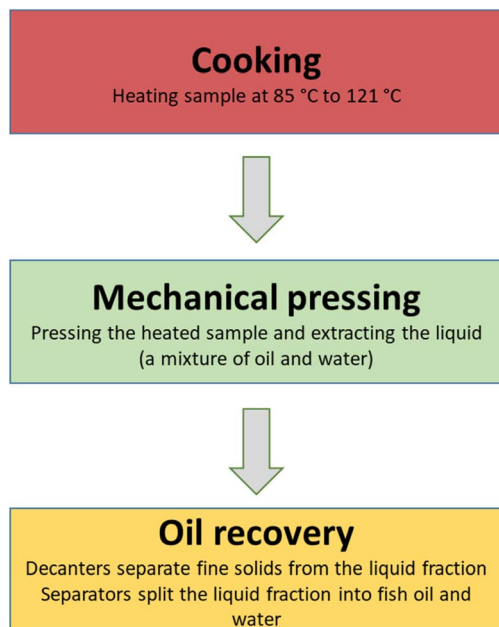 Cooking
Heating sample at 85 °C to 121 °C
Mechanical pressing
Pressing the heated sample and extracting the liquid
(a mixture of oil and water)
Oil recovery
Decanters separate fine solids from the liquid fraction
Separators split the liquid fraction into fish oil and
water